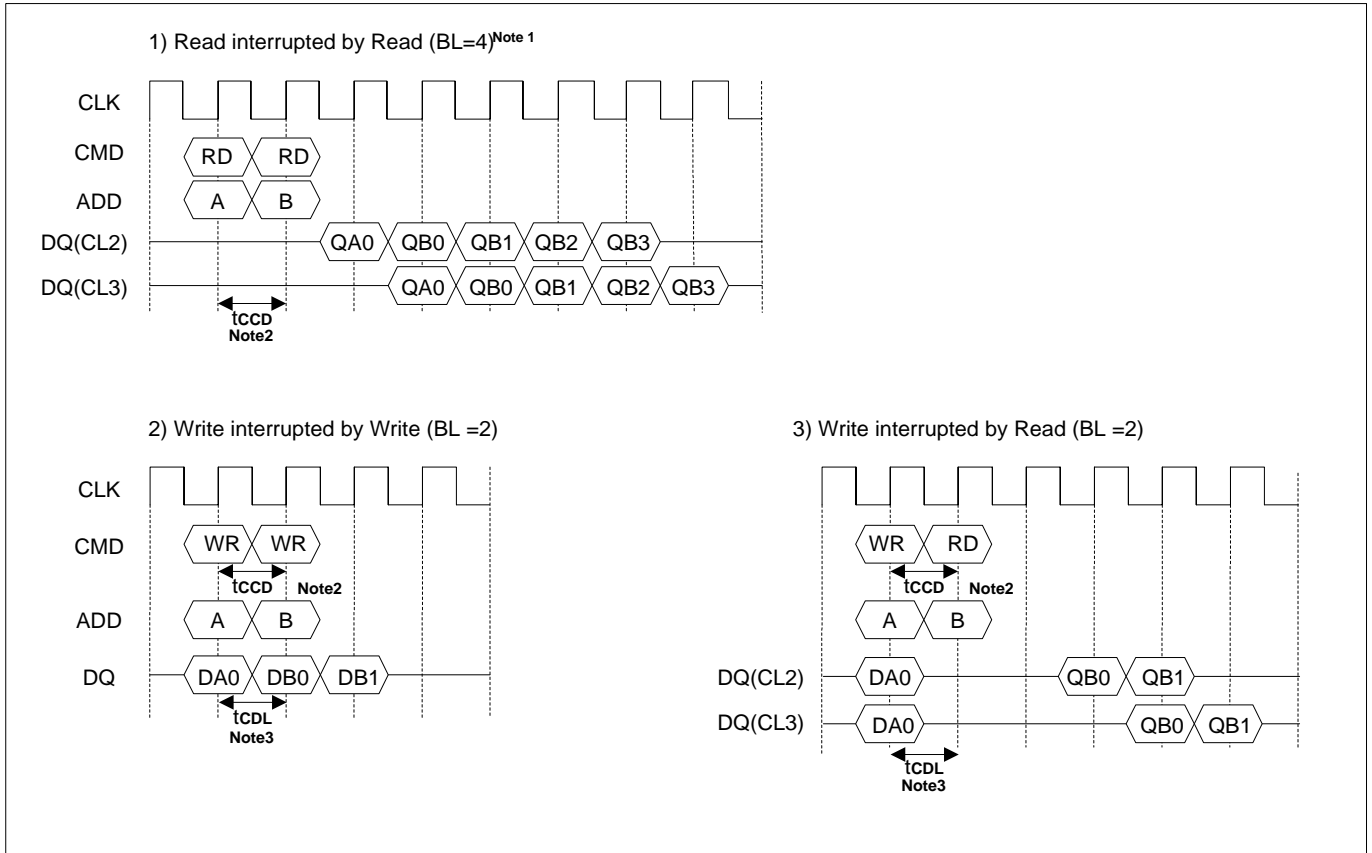 1) Read interrupted by Read (BL=4)Note 1
CLK
CMD RD RD
ADD A B
DQ(CL2) QA0 QB0 QB1 QB2 QB3
DQ(CL3) QA0 QB0 QB1 QB2 QB3
tCCD
Note2
2) Write interrupted by Write (BL =2)
CLK
CMD WR WR
tCCD Note2
ADD A B
DQ DA0 DB0 DB1
tCDL
Note3
3) Write interrupted by Read (BL =2)
WR RD
tCCD Note2
A B
DQ(CL2) DA0 QB0 QB1
DQ(CL3) DA0 QB0 QB1
tCDL
Note3